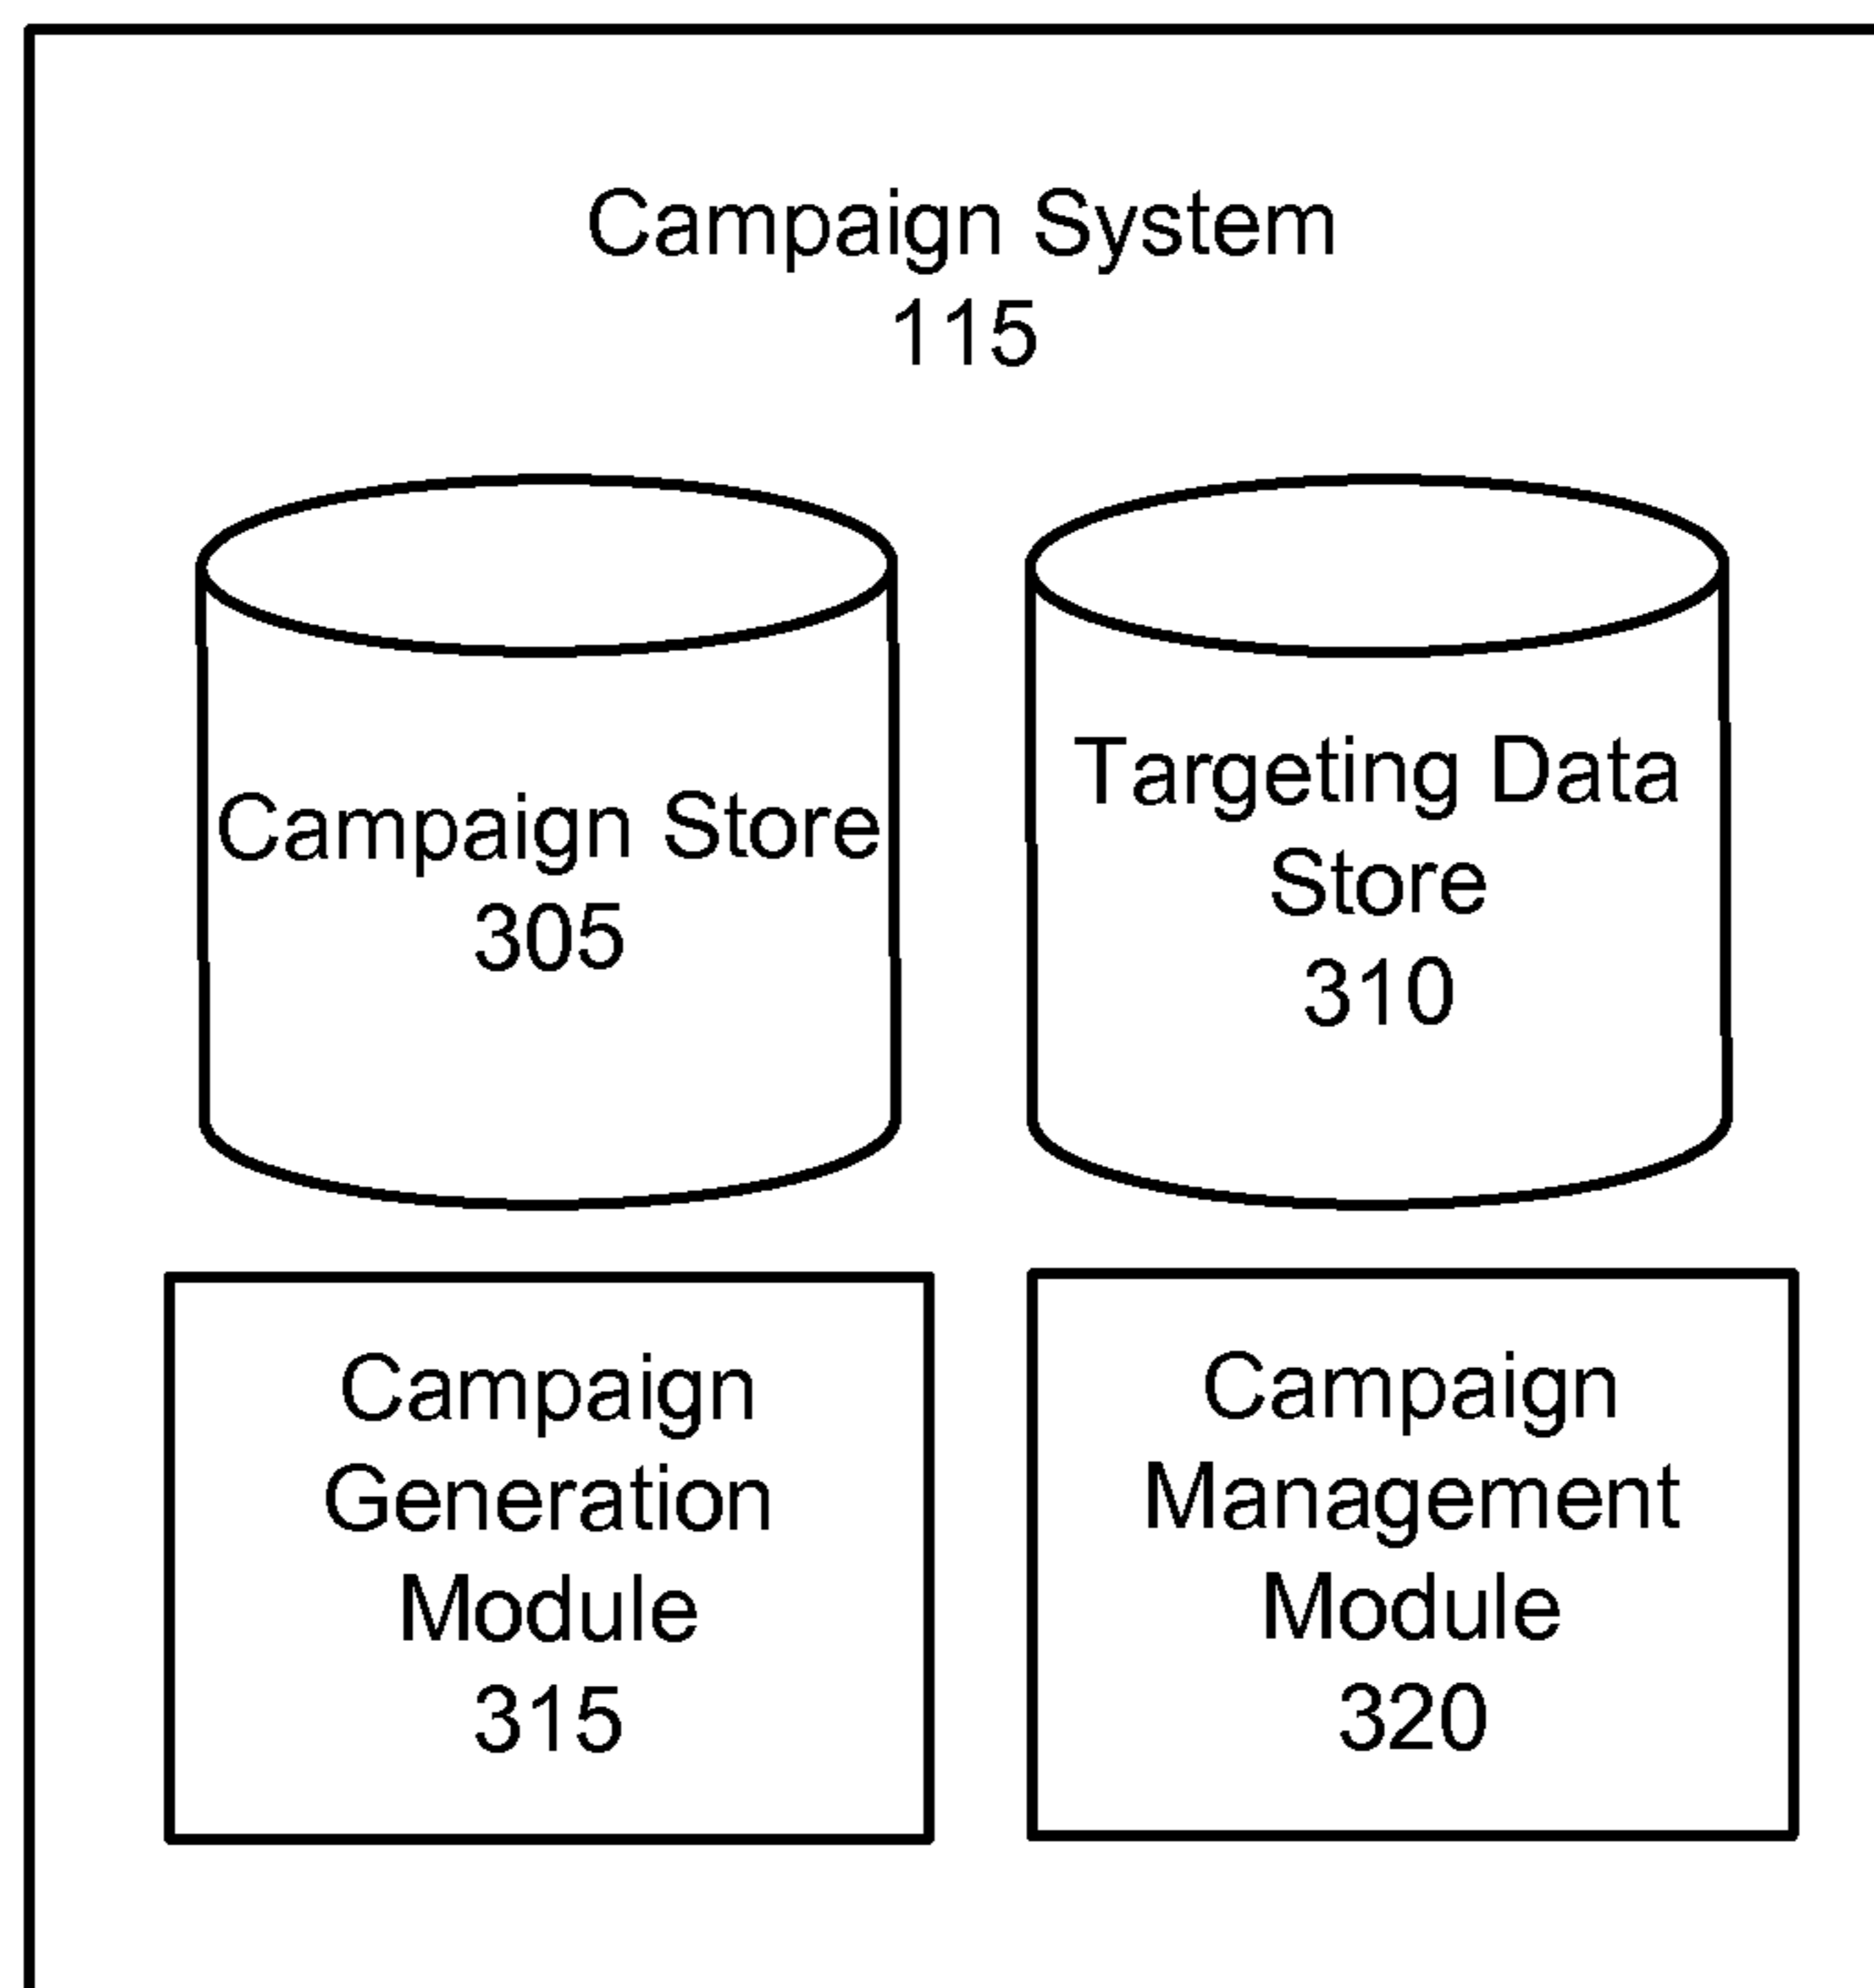 Campaign System
115
Campaign Store
305
Targeting Data
Store
310
Campaign
Generation
Module
315
Campaign
Management
Module
320